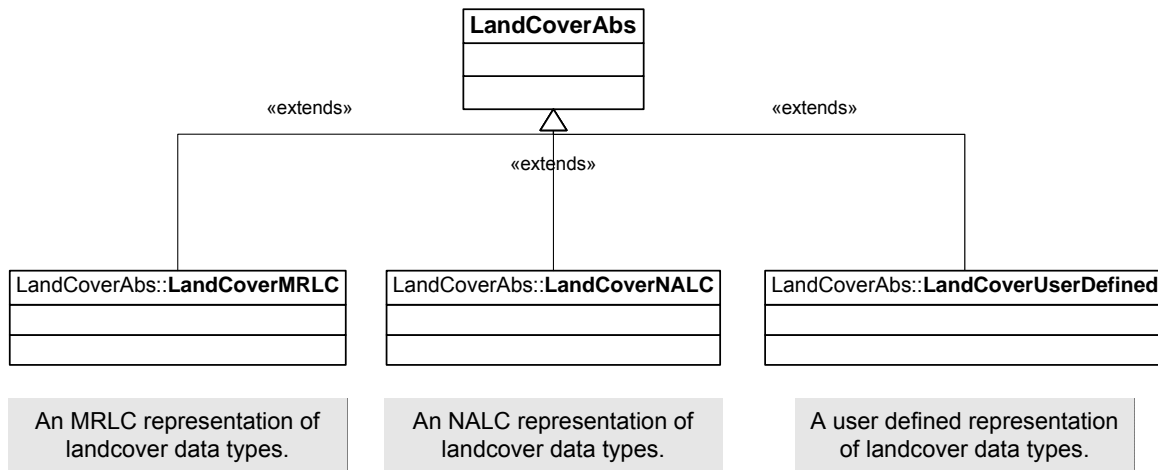 LandCoverAbs
«extends»
«extends»
«extends»
LandCoverAbs::LandCoverMRLC
LandCoverAbs::LandCoverNALC
LandCoverAbs::LandCoverUserDefined
An MRLC representation of
landcover data types.
An NALC representation of
landcover data types.
A user defined representation
of landcover data types.